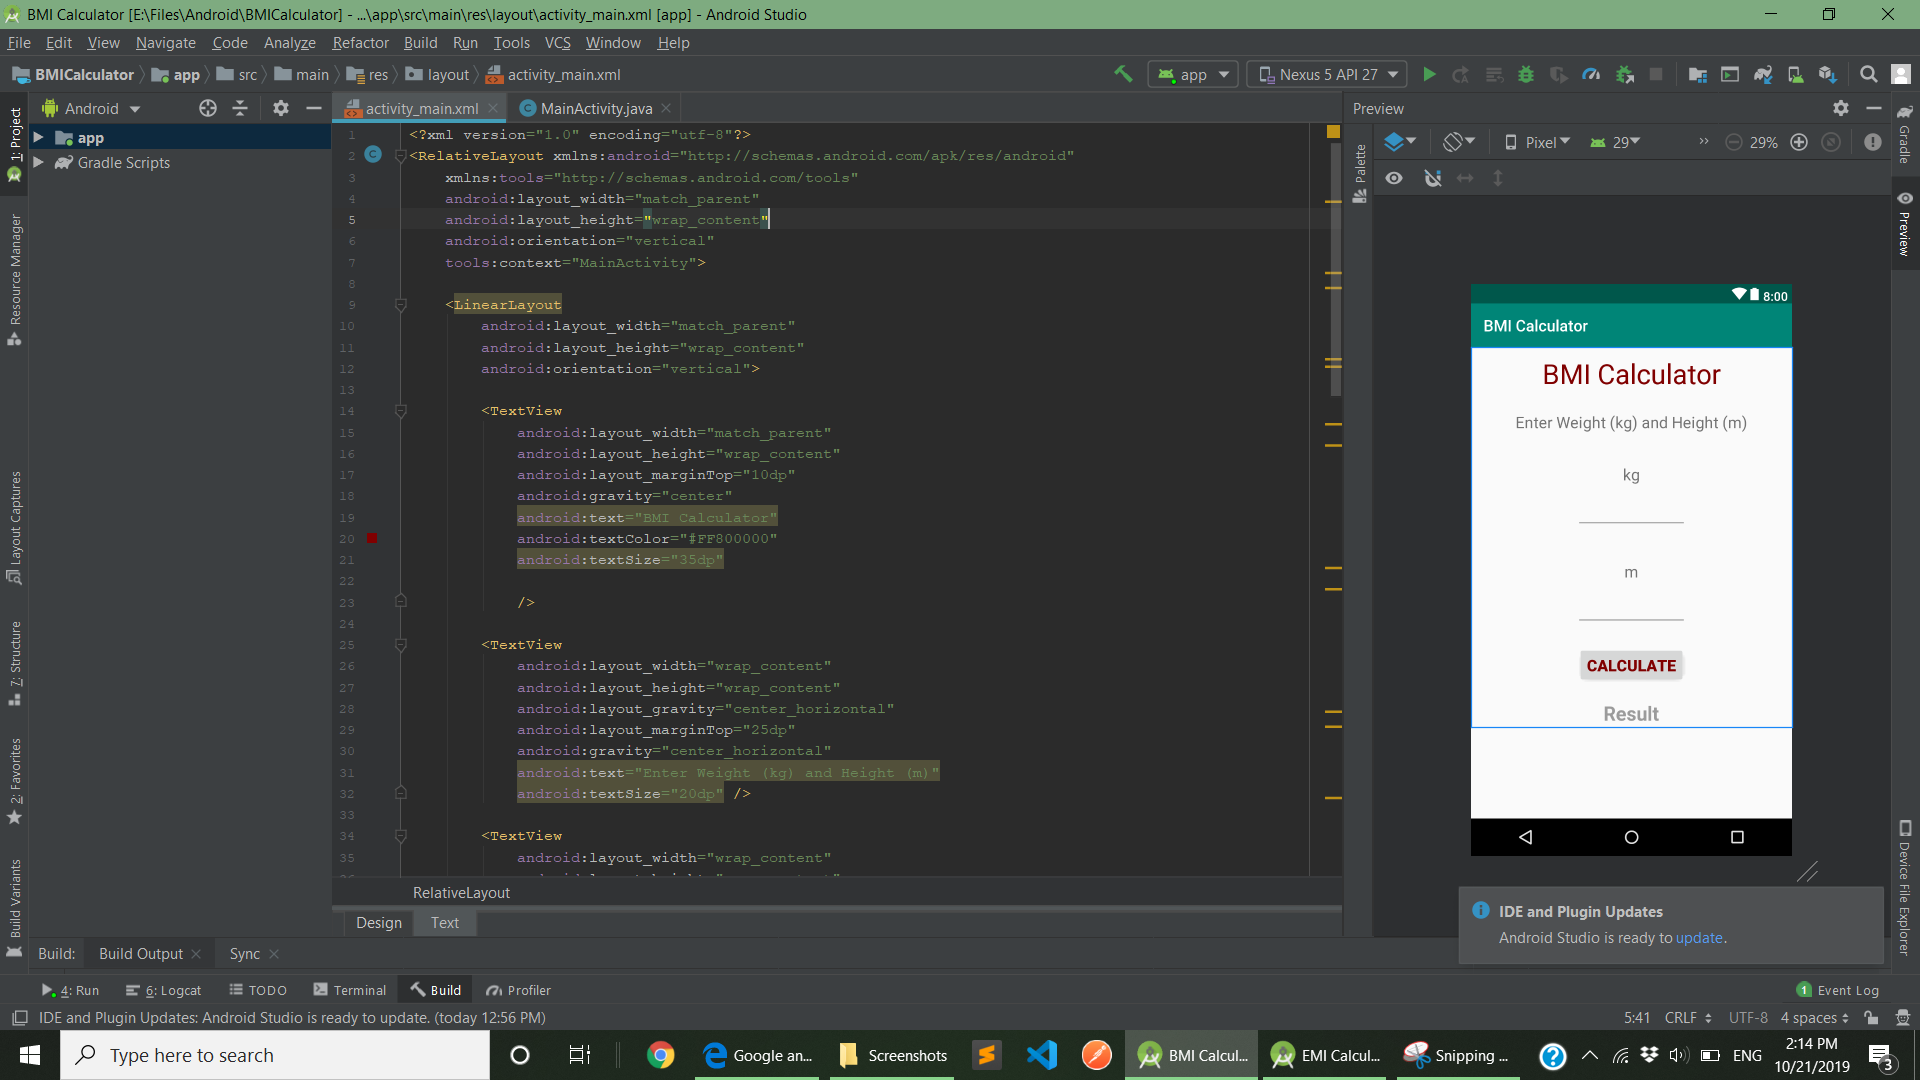 BMI Calculator [E:\Files\Android\BMICalculator] - ...\app\src\main\res\layout\activity_main.xml [app] - Android Studio
File Edit View Navigate Code Analyze Refactor Build Run Tools VCS Window Help
BMICalculator app src main res layout activity_main.xml app Nexus 5 API 27
Android
activity_main.xml MainActivity.java
Preview
1: Project
Resource Manager
Layout Captures
7: Structure
2: Favorites
Build Variants
app
Gradle Scripts
1 <?xml version="1.0" encoding="utf-8"?>
2 <RelativeLayout xmlns:android="http://schemas.android.com/apk/res/android"
3 xmlns:tools="http://schemas.android.com/tools"
4 android:layout_width="match_parent"
5 android:layout_height="wrap_content"
6 android:orientation="vertical"
7 tools:context="MainActivity">
8
9 <LinearLayout
10 android:layout_width="match_parent"
11 android:layout_height="wrap_content"
12 android:orientation="vertical">
13
14 <TextView
15 android:layout_width="match_parent"
16 android:layout_height="wrap_content"
17 android:layout_marginTop="10dp"
18 android:gravity="center"
19 android:text="BMI Calculator"
20 android:textColor="#FF800000"
21 android:textSize="35dp"
22
23 />
24
25 <TextView
26 android:layout_width="wrap_content"
27 android:layout_height="wrap_content"
28 android:layout_gravity="center_horizontal"
29 android:layout_marginTop="25dp"
30 android:gravity="center_horizontal"
31 android:text="Enter Weight (kg) and Height (m)"
32 android:textSize="20dp" />
33
34 <TextView
35 android:layout_width="wrap_content"
RelativeLayout
Design Text
Palette
Pixel 29 29%
8:00
BMI Calculator
BMI Calculator
Enter Weight (kg) and Height (m)
kg
m
CALCULATE
Result
Gradle
Preview
Device File Explorer
IDE and Plugin Updates
Android Studio is ready to update.
Build: Build Output Sync
4: Run 6: Logcat TODO Terminal Build Profiler 1 Event Log
IDE and Plugin Updates: Android Studio is ready to update. (today 12:56 PM) 5:41 CRLF UTF-8 4 spaces
Type here to search Google an... Screenshots BMI Calcul... EMI Calcul... Snipping ... ENG
2:14 PM
10/21/2019
3